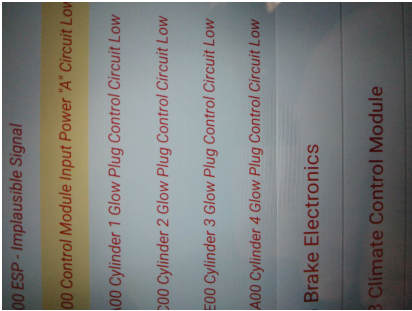 00 ESP - Implausible Signal
00 Control Module Input Power "A" Circuit Low
A00 Cylinder 1 Glow Plug Control Circuit Low
C00 Cylinder 2 Glow Plug Control Circuit Low
E00 Cylinder 3 Glow Plug Control Circuit Low
A00 Cylinder 4 Glow Plug Control Circuit Low
Brake Electronics
Climate Control Module